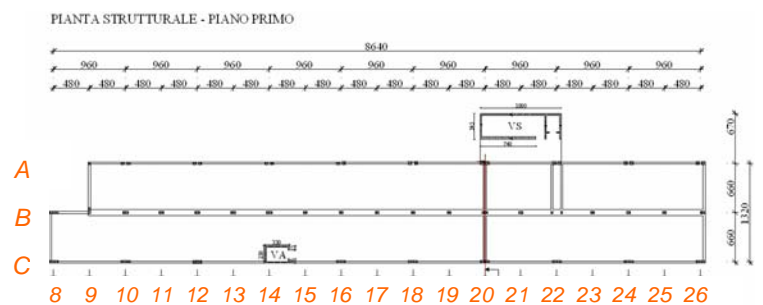 PIANTA STRUTTURALE - PIANO PRIMO
8640
960 960 960 960 960 960 960 960 960
480 480 480 480 480 480 480 480 480 480 480 480 480 480 480 480 480 480
VS
670
A
660
B
1320
660
VA
C
8 9 10 11 12 13 14 15 16 17 18 19 20 21 22 23 24 25 26